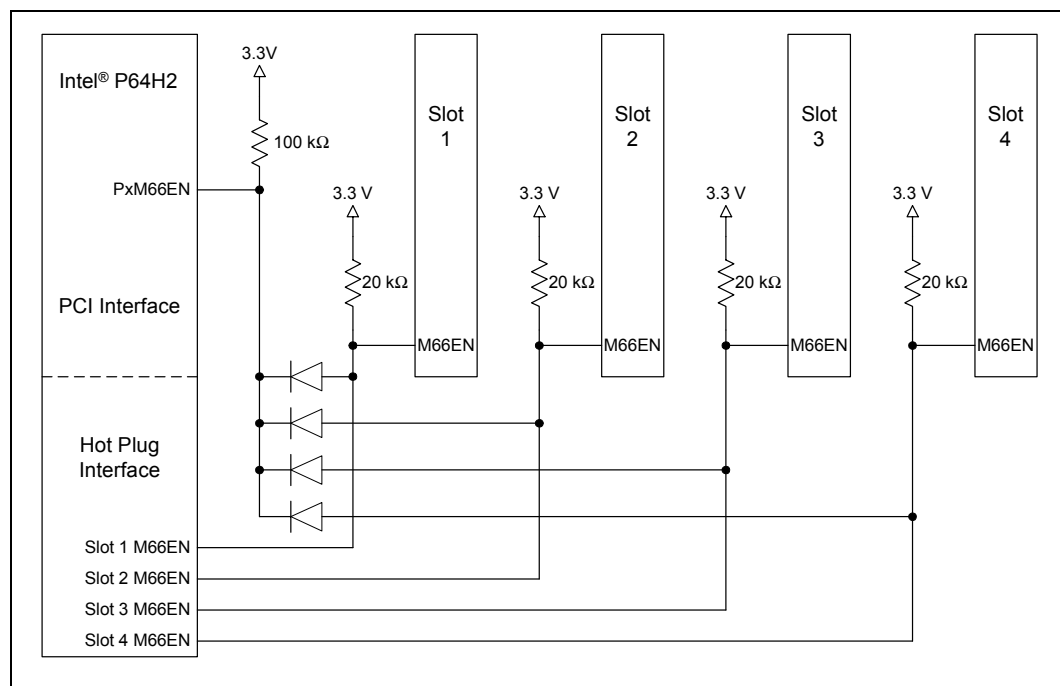 Intel® P64H2
3.3V
100 kΩ
PxM66EN
PCI Interface
Hot Plug
Interface
Slot 1 M66EN
Slot 2 M66EN
Slot 3 M66EN
Slot 4 M66EN
3.3 V
20 kΩ
Slot
1
M66EN
3.3 V
20 kΩ
Slot
2
M66EN
3.3 V
20 kΩ
Slot
3
M66EN
3.3 V
20 kΩ
Slot
4
M66EN